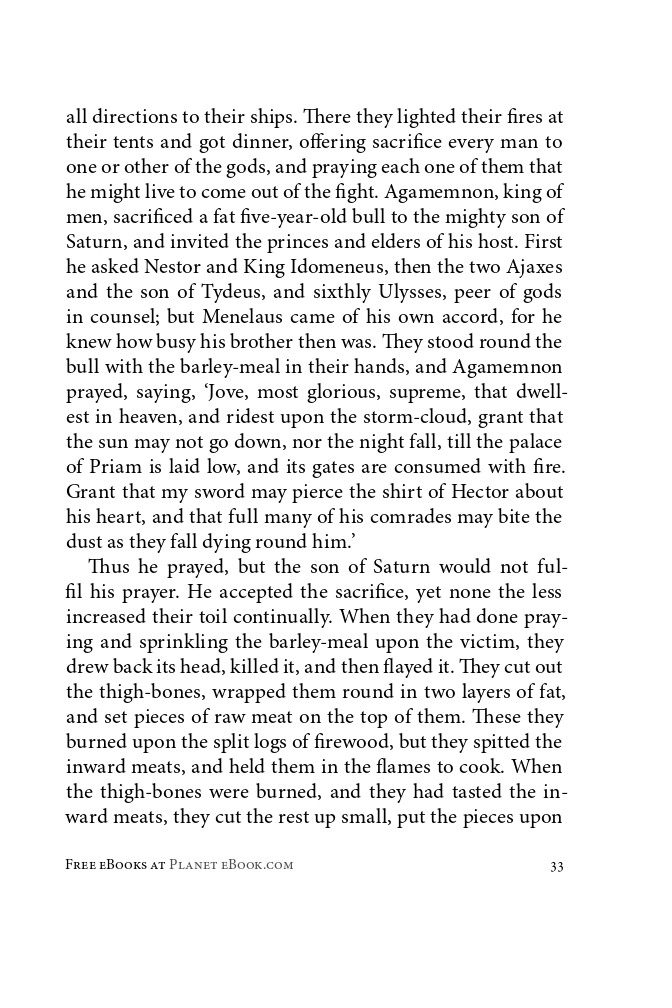 all directions to their ships. There they lighted their fires at
their tents and got dinner, offering sacrifice every man to
one or other of the gods, and praying each one of them that
he might live to come out of the fight. Agamemnon, king of
men, sacrificed a fat five-year-old bull to the mighty son of
Saturn, and invited the princes and elders of his host. First
he asked Nestor and King Idomeneus, then the two Ajaxes
and the son of Tydeus, and sixthly Ulysses, peer of gods
in counsel; but Menelaus came of his own accord, for he
knew how busy his brother then was. They stood round the
bull with the barley-meal in their hands, and Agamemnon
prayed, saying, ‘Jove, most glorious, supreme, that dwell-
est in heaven, and ridest upon the storm-cloud, grant that
the sun may not go down, nor the night fall, till the palace
of Priam is laid low, and its gates are consumed with fire.
Grant that my sword may pierce the shirt of Hector about
his heart, and that full many of his comrades may bite the
dust as they fall dying round him.’
Thus he prayed, but the son of Saturn would not ful-
fil his prayer. He accepted the sacrifice, yet none the less
increased their toil continually. When they had done pray-
ing and sprinkling the barley-meal upon the victim, they
drew back its head, killed it, and then flayed it. They cut out
the thigh-bones, wrapped them round in two layers of fat,
and set pieces of raw meat on the top of them. These they
burned upon the split logs of firewood, but they spitted the
inward meats, and held them in the flames to cook. When
the thigh-bones were burned, and they had tasted the in-
ward meats, they cut the rest up small, put the pieces upon
Free eBooks at Planet eBook.com 33